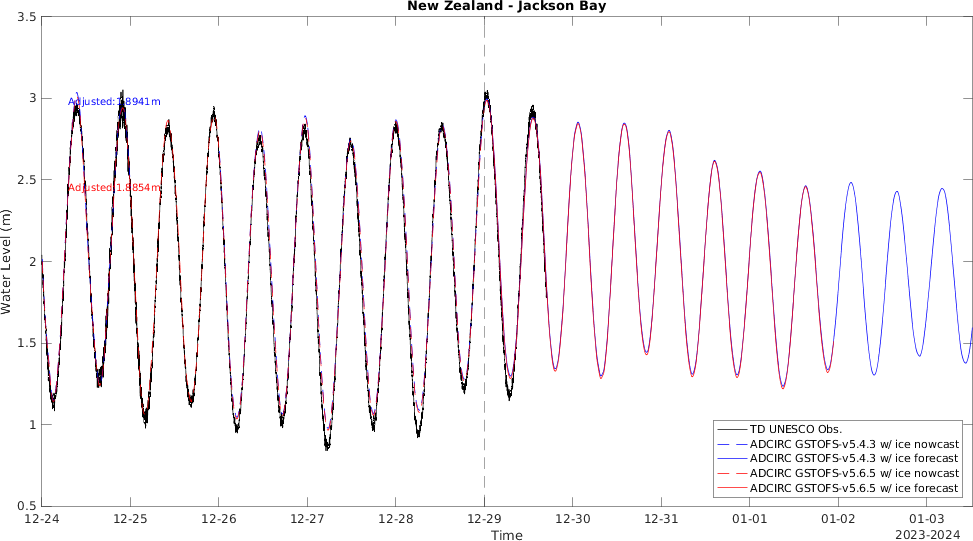 New Zealand - Jackson Bay
3.5
3
2.5
2
1.5
1
0.5
Water Level (m)
Adjusted:1.8941m
Adjusted:1.8854m
TD UNESCO Obs.
ADCIRC GSTOFS-v5.4.3 w/ ice nowcast
ADCIRC GSTOFS-v5.4.3 w/ ice forecast
ADCIRC GSTOFS-v5.6.5 w/ ice nowcast
ADCIRC GSTOFS-v5.6.5 w/ ice forecast
12-24 12-25 12-26 12-27 12-28 12-29 12-30 12-31 01-01 01-02 01-03
Time
2023-2024